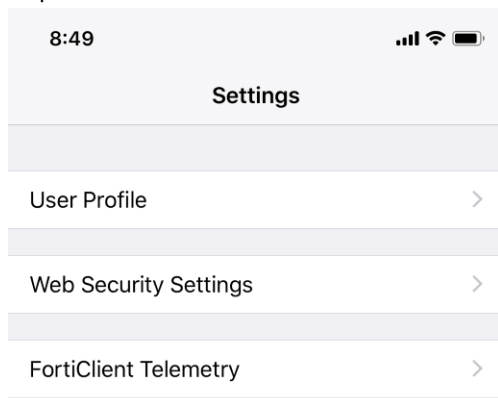 8:49
Settings
User Profile
Web Security Settings
FortiClient Telemetry